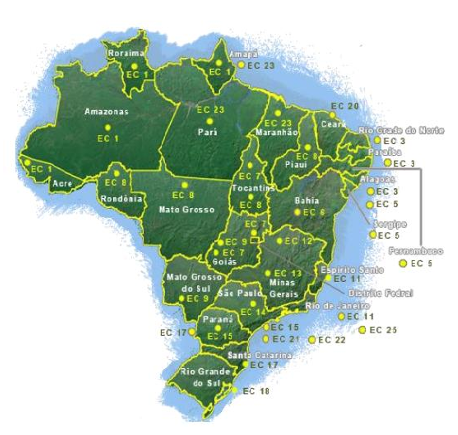 Roraima
EC 1
Amapá
EC 1
EC 23
Amazonas
EC 1
EC 23
Pará
EC 23
Maranhão
EC 20
Ceará
Rio Grade do Norte
EC 3
Paraíba
EC 3
EC 8
Piauí
EC 1
Acre
EC 8
Rondônia
EC 8
Mato Grosso
EC 7
Tocantins
EC 8
Alagoas
EC 3
EC 5
Bahia
EC 6
Sergipe
EC 5
Pernambuco
EC 5
EC 7
EC 9
EC 7
Goiás
EC 12
EC 13
Minas
Gerais
Espirito Santo
EC 11
Distrito Fedral
Mato Grosso
do Sul
EC 9
São Paulo
EC 14
Rio de Janeiro
EC 11
EC 25
Paraná
EC 15
EC 17
EC 15
EC 21
EC 22
Santa Catarina
EC 17
Rio Grande
do Sul
EC 18